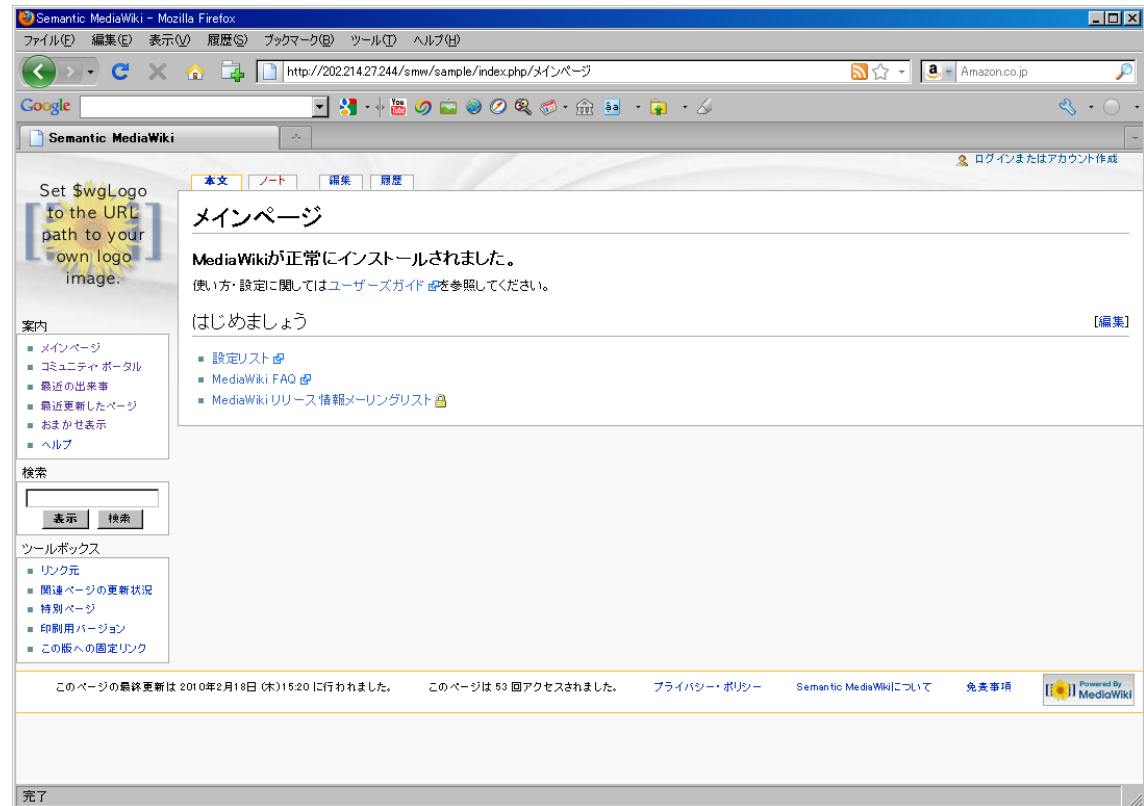 Semantic MediaWiki - Mozilla Firefox
ファイル(F) 編集(E) 表示(V) 履歴(S) ブックマーク(B) ツール(T) ヘルプ(H)
http://202.214.27.244/smw/sample/index.php/メインページ
Amazon.co.jp
Google
Semantic MediaWiki
ログインまたはアカウント作成
Set $wgLogo
to the URL
path to your
own logo
image.
本文 ノート 編集 履歴
メインページ
MediaWikiが正常にインストールされました。
使い方・設定に関してはユーザーズガイドを参照してください。
はじめましょう [編集]
設定リスト
MediaWiki FAQ
MediaWikiリリース情報メーリングリスト
案内
メインページ
コミュニティ・ポータル
最近の出来事
最近更新したページ
おまかせ表示
ヘルプ
検索
表示 検索
ツールボックス
リンク元
関連ページの更新状況
特別ページ
印刷用バージョン
この版への固定リンク
このページの最終更新は 2010年2月18日 (木) 15:20 に行われました。 このページは 53 回アクセスされました。 プライバシー・ポリシー Semantic MediaWikiについて 免責事項
Powered By
MediaWiki
完了